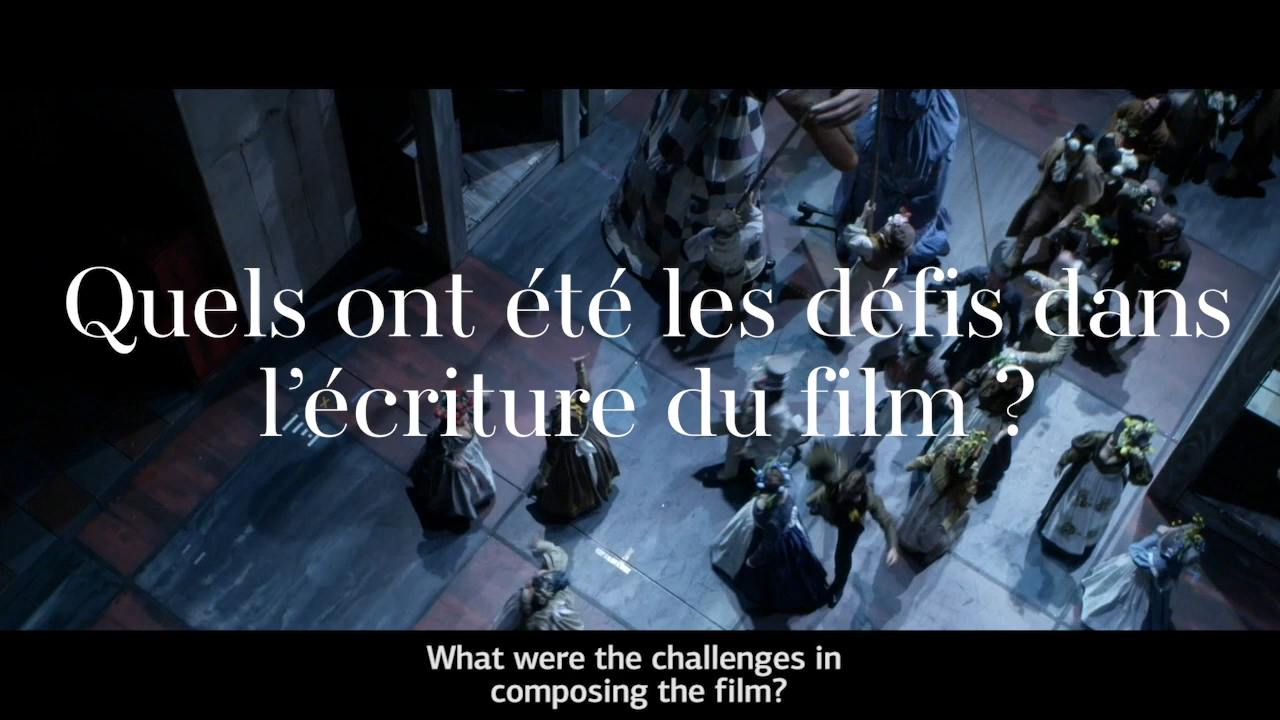 Quels ont été les défis dans
l’écriture du film ?
What were the challenges in
composing the film?